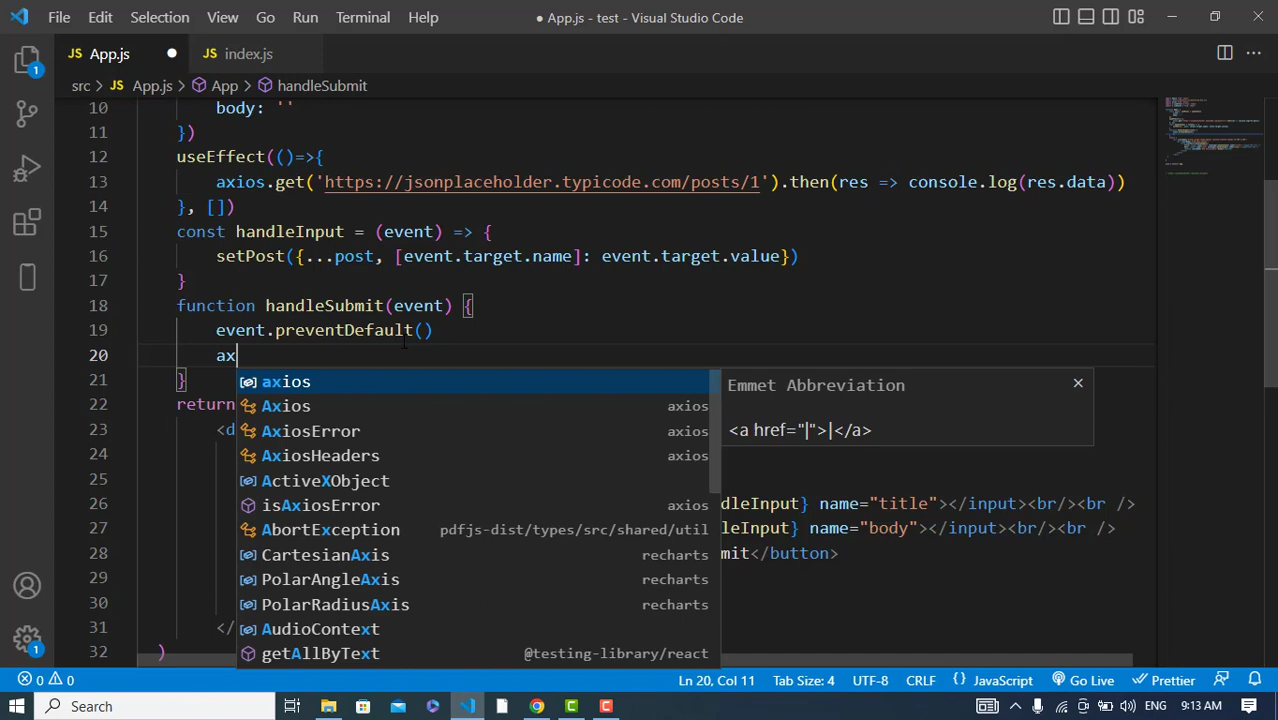 File Edit Selection View Go Run Terminal Help ● App.js - test - Visual Studio Code
JS App.js ● JS index.js
src > JS App.js > App > handleSubmit
10 body: ''
11 })
12 useEffect(()=>{
13 axios.get('https://jsonplaceholder.typicode.com/posts/1').then(res => console.log(res.data))
14 }, [])
15 const handleInput = (event) => {
16 setPost({...post, [event.target.name]: event.target.value})
17 }
18 function handleSubmit(event) {
19 event.preventDefault()
20 ax
21 }
axios
Emmet Abbreviation ×
22 return
Axios axios
<a href="|">|</a>
23 <d
AxiosError axios
24
AxiosHeaders axios
25
ActiveXObject
26
isAxiosError axios
dleInput} name="title"></input><br/><br />
27
AbortException pdfjs-dist/types/src/shared/util
leInput} name="body"></input><br/><br />
28
CartesianAxis recharts
mit</button>
29
PolarAngleAxis recharts
30
PolarRadiusAxis recharts
31 </
AudioContext
32 )
getAllByText @testing-library/react
0 0 Ln 20, Col 11 Tab Size: 4 UTF-8 CRLF {} JavaScript Go Live Prettier
1
1
Search ENG 9:13 AM